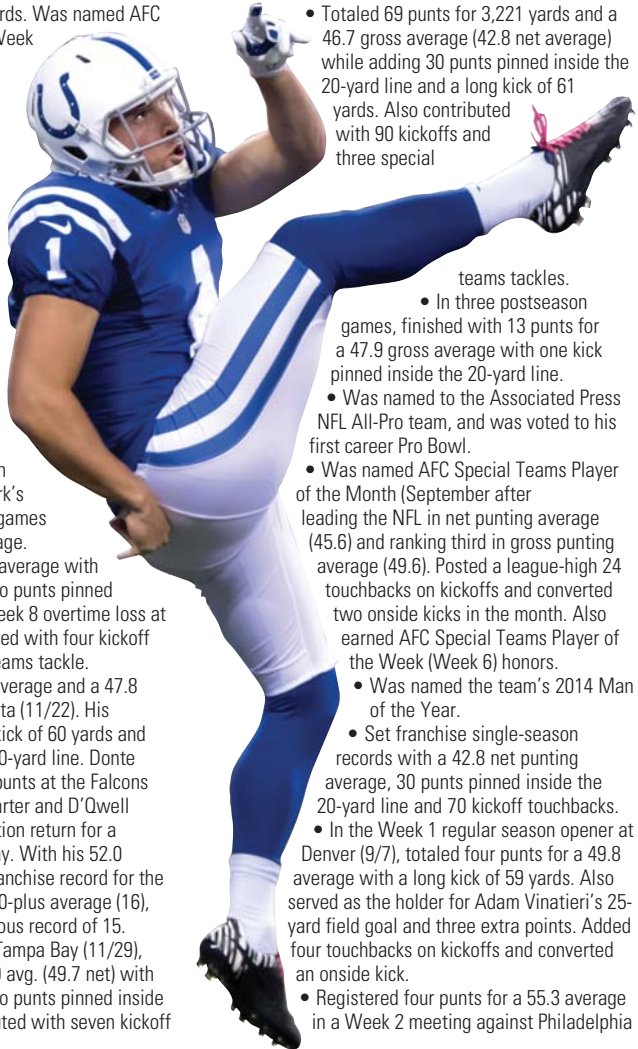 rds. Was named AFC
Week
n
rk's
games
age.
average with
o punts pinned
eek 8 overtime loss at
ted with four kickoff
eams tackle.
verage and a 47.8
ta (11/22). His
kick of 60 yards and
0-yard line. Donte
punts at the Falcons
arter and D'Qwell
tion return for a
ay. With his 52.0
anchise record for the
0-plus average (16),
ious record of 15.
Tampa Bay (11/29),
0 avg. (49.7 net) with
o punts pinned inside
uted with seven kickoff
1
• Totaled 69 punts for 3,221 yards and a
46.7 gross average (42.8 net average)
while adding 30 punts pinned inside the
20-yard line and a long kick of 61
yards. Also contributed
with 90 kickoffs and
three special
teams tackles.
• In three postseason
games, finished with 13 punts for
a 47.9 gross average with one kick
pinned inside the 20-yard line.
• Was named to the Associated Press
NFL All-Pro team, and was voted to his
first career Pro Bowl.
• Was named AFC Special Teams Player
of the Month (September after
leading the NFL in net punting average
(45.6) and ranking third in gross punting
average (49.6). Posted a league-high 24
touchbacks on kickoffs and converted
two onside kicks in the month. Also
earned AFC Special Teams Player of
the Week (Week 6) honors.
• Was named the team's 2014 Man
of the Year.
• Set franchise single-season
records with a 42.8 net punting
average, 30 punts pinned inside the
20-yard line and 70 kickoff touchbacks.
• In the Week 1 regular season opener at
Denver (9/7), totaled four punts for a 49.8
average with a long kick of 59 yards. Also
served as the holder for Adam Vinatieri's 25-
yard field goal and three extra points. Added
four touchbacks on kickoffs and converted
an onside kick.
• Registered four punts for a 55.3 average
in a Week 2 meeting against Philadelphia